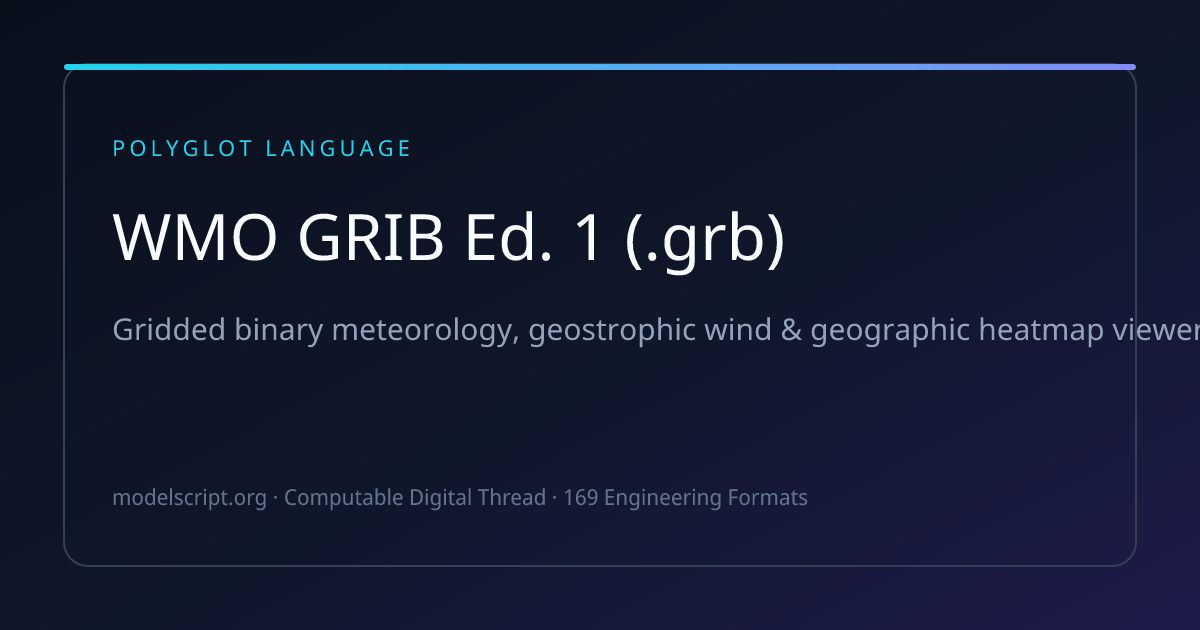 POLYGLOT LANGUAGE
WMO GRIB Ed. 1 (.grb)
Gridded binary meteorology, geostrophic wind & geographic heatmap viewer
modelscript.org · Computable Digital Thread · 169 Engineering Formats